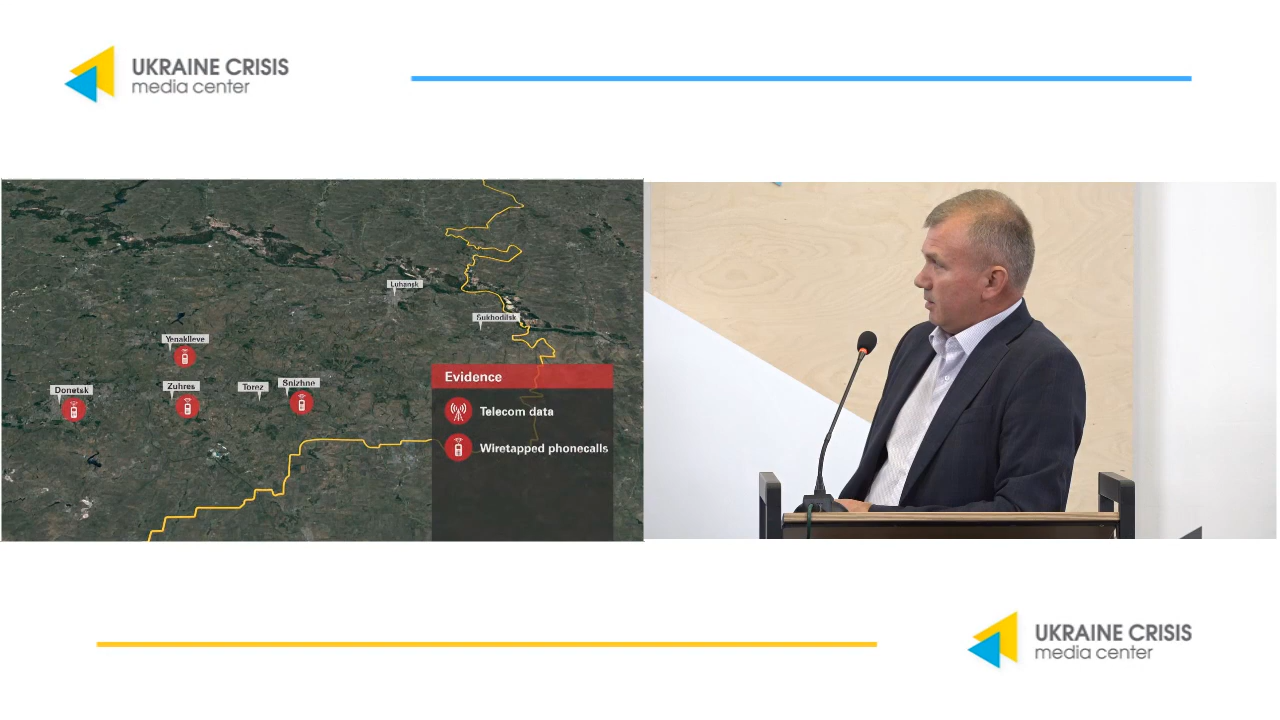 UKRAINE CRISIS
media center
Luhansk
Sukhodilsk
Yenakiieve
Donetsk
Zuhres
Torez
Snizhne
Evidence
Telecom data
Wiretapped phonecalls
UKRAINE CRISIS
media center